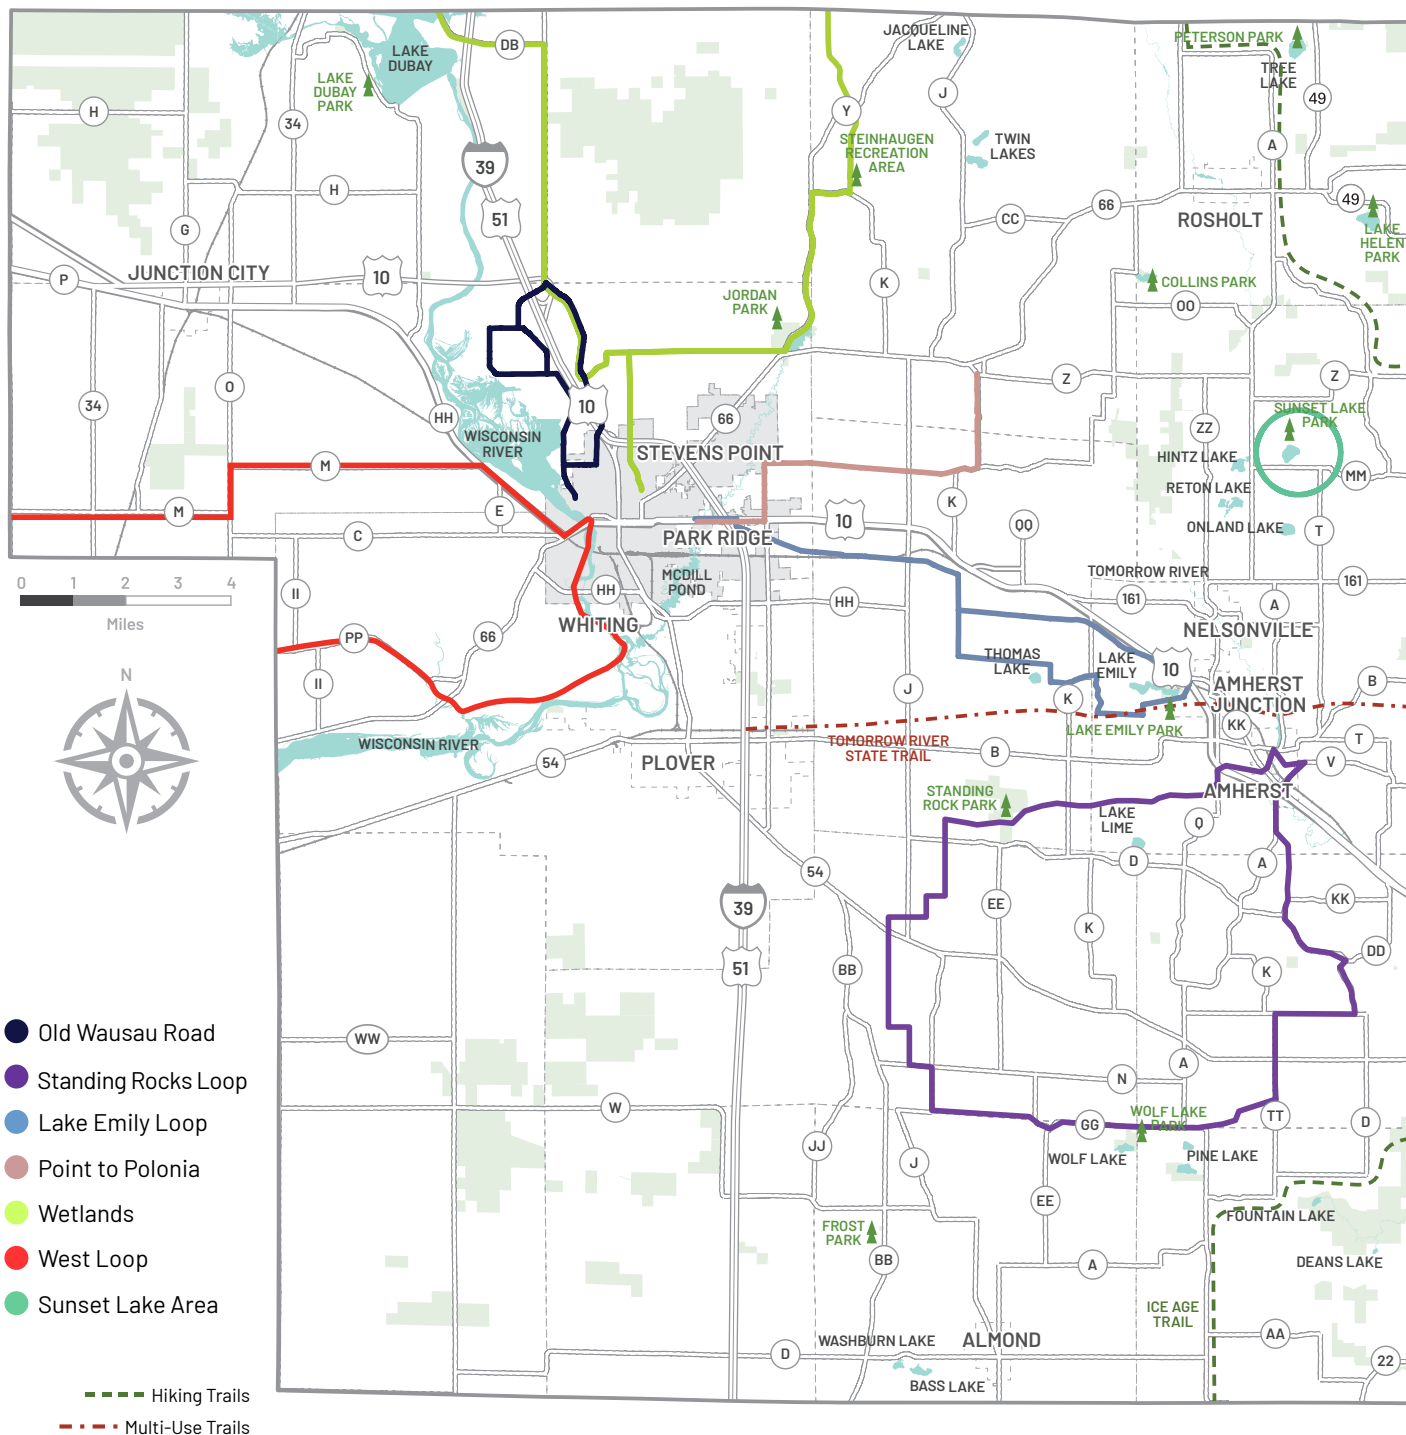 JACQUELINE
LAKE
PETERSON PARK
DB
LAKE
DUBAY
TREE
LAKE
LAKE
DUBAY
PARK
H
34
Y
J
49
STEINHAUGEN
RECREATION
AREA
TWIN
LAKES
A
39
H
66
49
51
CC
ROSHOLT
G
LAKE
HELEN
PARK
JUNCTION CITY
10
P
K
COLLINS PARK
JORDAN
PARK
OO
O
34
HH
10
66
Z
Z
SUNSET LAKE
PARK
ZZ
WISCONSIN
RIVER
STEVENS POINT
HINTZ LAKE
M
MM
RETON LAKE
K
M
E
10
QQ
ONLAND LAKE
T
C
PARK RIDGE
0
1
2
3
4
Miles
II
HH
MCDILL
POND
HH
TOMORROW RIVER
161
161
A
WHITING
NELSONVILLE
PP
66
THOMAS
LAKE
LAKE
EMILY
10
II
J
K
AMHERST
JUNCTION
B
N
KK
LAKE EMILY PARK
TOMORROW RIVER
STATE TRAIL
WISCONSIN RIVER
54
PLOVER
B
T
V
STANDING
ROCK PARK
AMHERST
LAKE
LIME
Q
D
A
54
39
EE
KK
K
51
BB
DD
K
Old Wausau Road
WW
Standing Rocks Loop
A
N
Lake Emily Loop
W
WOLF LAKE
PARK
GG
TT
D
JJ
J
WOLF LAKE
PINE LAKE
Point to Polonia
EE
Wetlands
FROST
PARK
FOUNTAIN LAKE
West Loop
BB
A
DEANS LAKE
Sunset Lake Area
ICE AGE
TRAIL
AA
WASHBURN LAKE
ALMOND
D
22
BASS LAKE
Hiking Trails
Multi-Use Trails